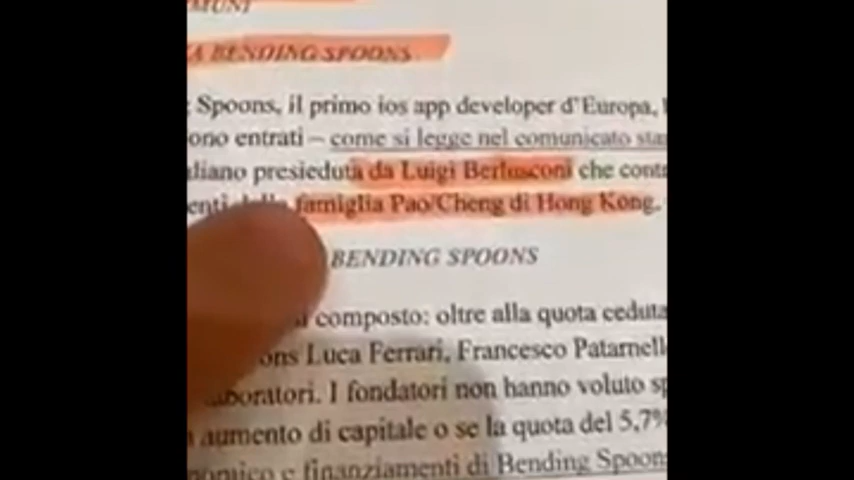 MUNI
A BENDING SPOONS
Spoons, il primo ios app developer d'Europa,
ono entrati – come si legge nel comunicato sta
liano presieduta da Luigi Berlusconi che cont
enti famiglia Pao/Cheng di Hong Kong.
BENDING SPOONS
composto: oltre alla quota ceduta
ons Luca Ferrari, Francesco Patarnell
aboratori. I fondatori non hanno voluto sp
aumento di capitale o se la quota del 5,7%
nomico e finanziamenti di Bending Spoons